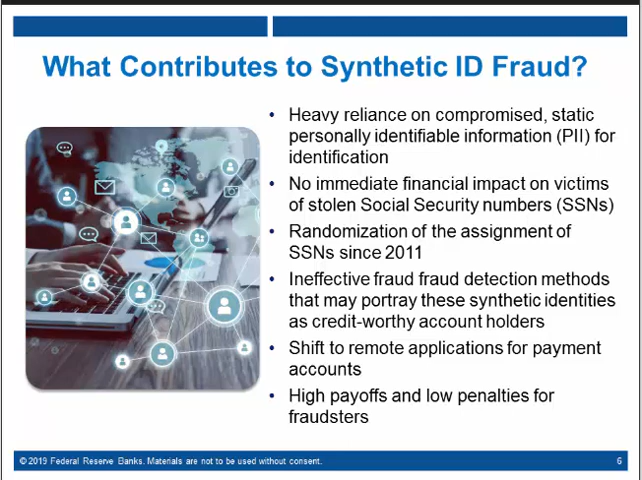 What Contributes to Synthetic ID Fraud?
• Heavy reliance on compromised, static
personally identifiable information (PII) for
identification
• No immediate financial impact on victims
of stolen Social Security numbers (SSNs)
• Randomization of the assignment of
SSNs since 2011
• Ineffective fraud fraud detection methods
that may portray these synthetic identities
as credit-worthy account holders
• Shift to remote applications for payment
accounts
• High payoffs and low penalties for
fraudsters
© 2019 Federal Reserve Banks. Materials are not to be used without consent.
6